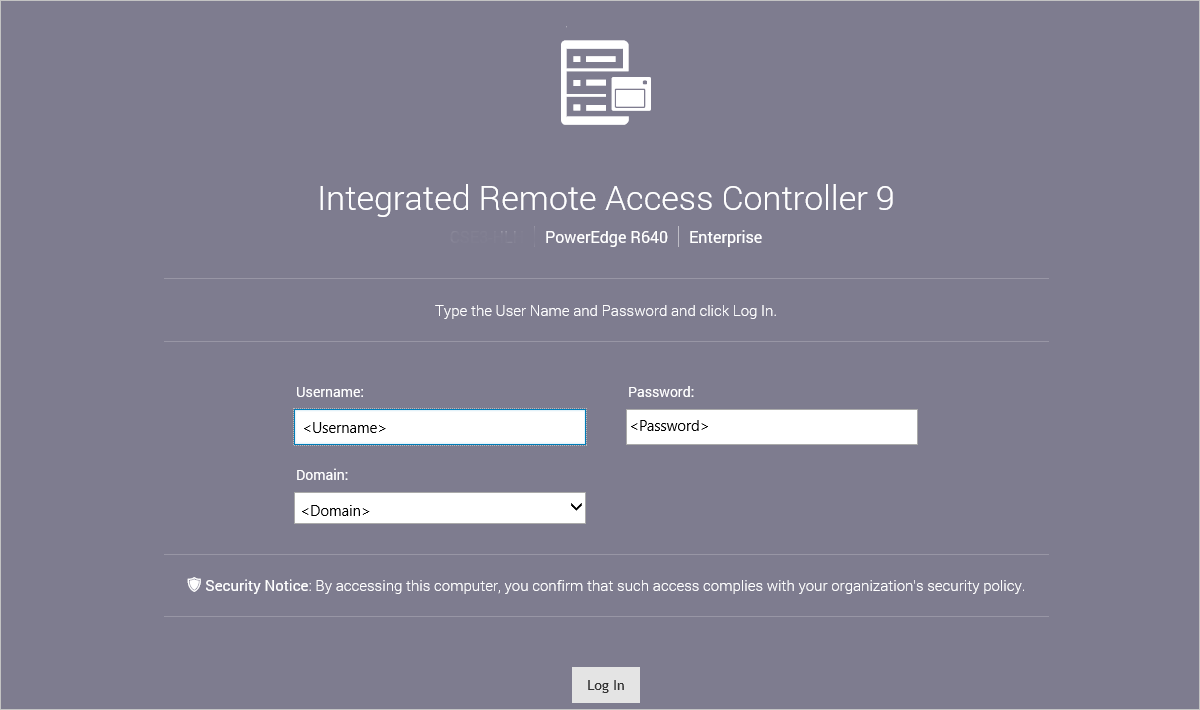 Integrated Remote Access Controller 9
PowerEdge R640 | Enterprise
Type the User Name and Password and click Log In.
Username: Password:
<Username> <Password>
Domain:
<Domain>
Security Notice: By accessing this computer, you confirm that such access complies with your organization's security policy.
Log In